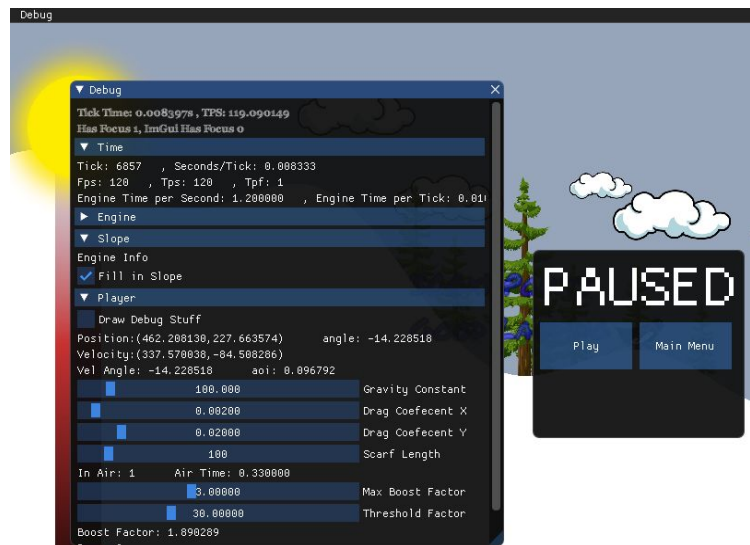 Debug
Debug
Tick Time: 0.008397s , TPS: 119.090149
Has Focus 1, ImGui Has Focus 0
Time
Tick: 6857 , Seconds/Tick: 0.008333
Fps: 120 , Tps: 120 , Tpf: 1
Engine Time per Second: 1.200000 , Engine Time per Tick: 0.01
Engine
Slope
Engine Info
Fill in Slope
Player
Draw Debug Stuff
Position:(462.208130,227.663574) angle: -14.228518
Velocity:(337.570038,-84.508286)
Vel Angle: -14.228518 aoi: 0.096792
100.000 Gravity Constant
0.00200 Drag Coefecent X
0.02000 Drag Coefecent Y
100 Scarf Length
In Air: 1 Air Time: 0.330000
3.00000 Max Boost Factor
30.00000 Threshold Factor
Boost Factor: 1.890289
PAUSED
Play Main Menu